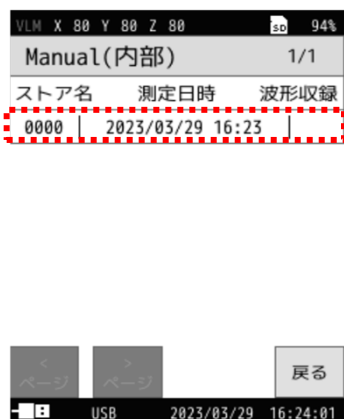 VLM X 80 Y 80 Z 80 SD 94%
Manual(内部) 1/1
ストア名 測定日時 波形収録
0000 2023/03/29 16:23
< >
ページ ページ 戻る
USB 2023/03/29 16:24:01